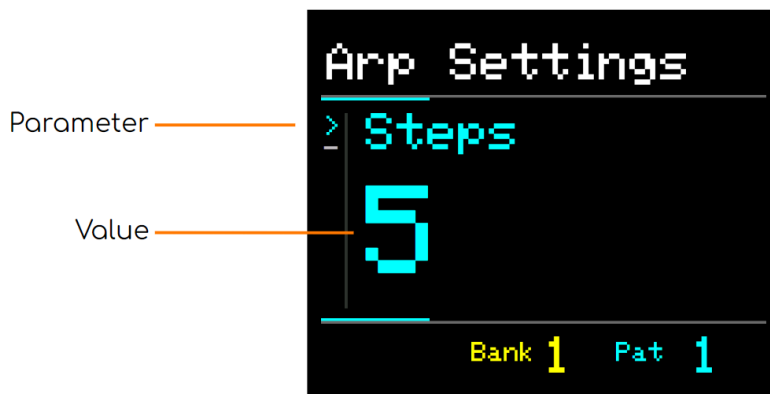 Arp Settings
Parameter
> Steps
Value
5
Bank 1 Pat 1